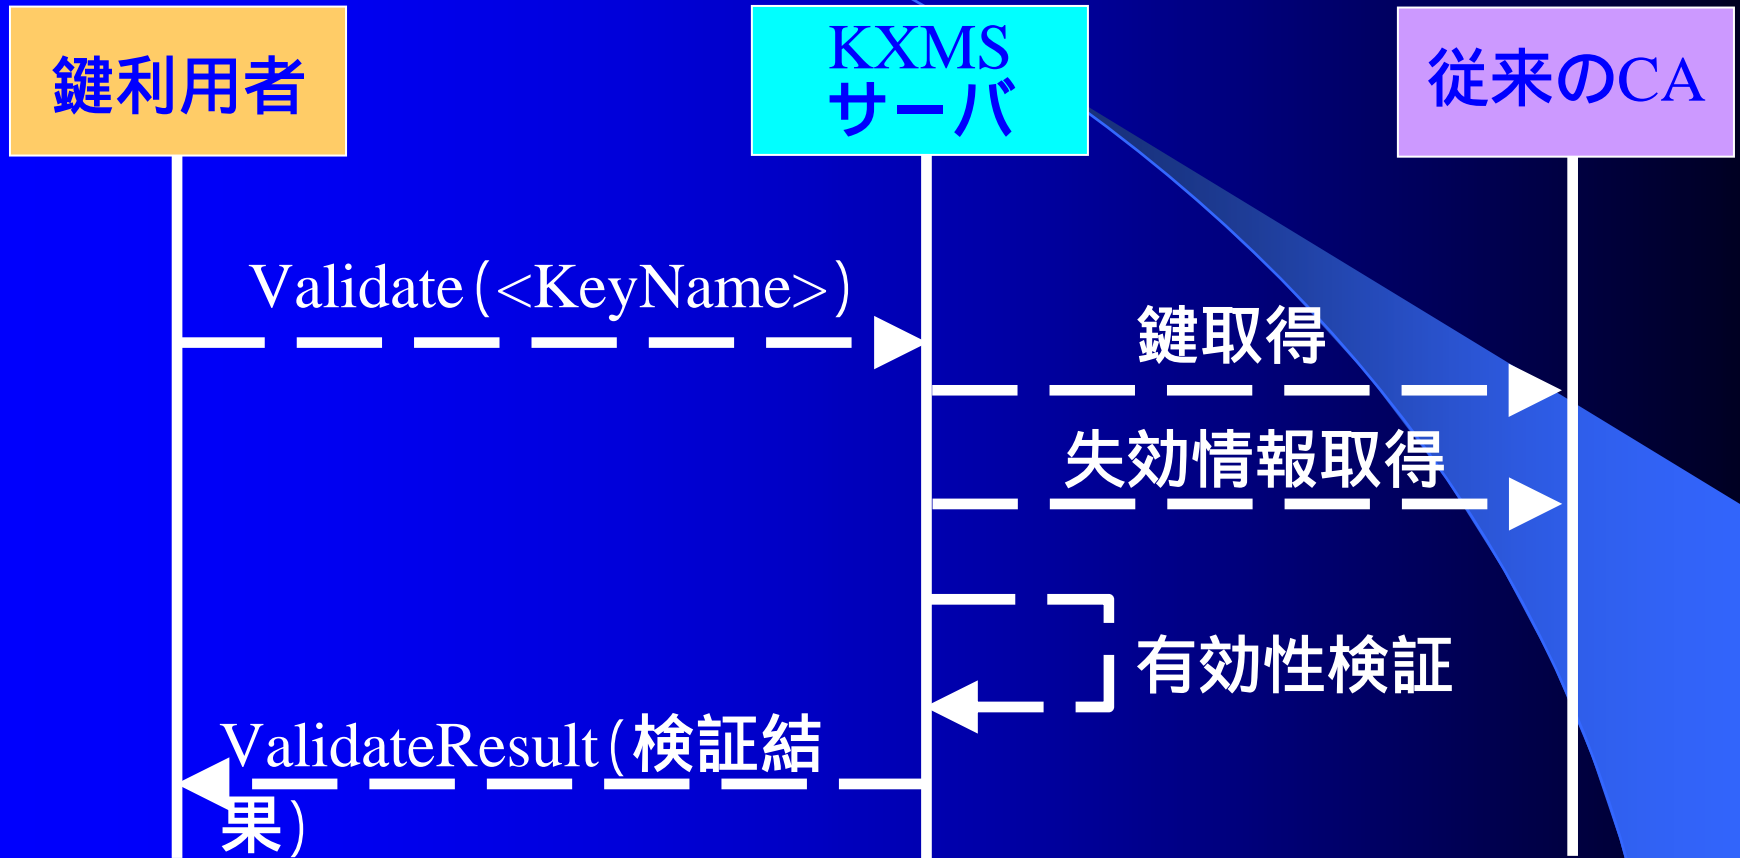 鍵利用者
KXMS
サーバ
従来のCA
Validate(<KeyName>)
鍵取得
失効情報取得
有効性検証
ValidateResult(検証結
果)